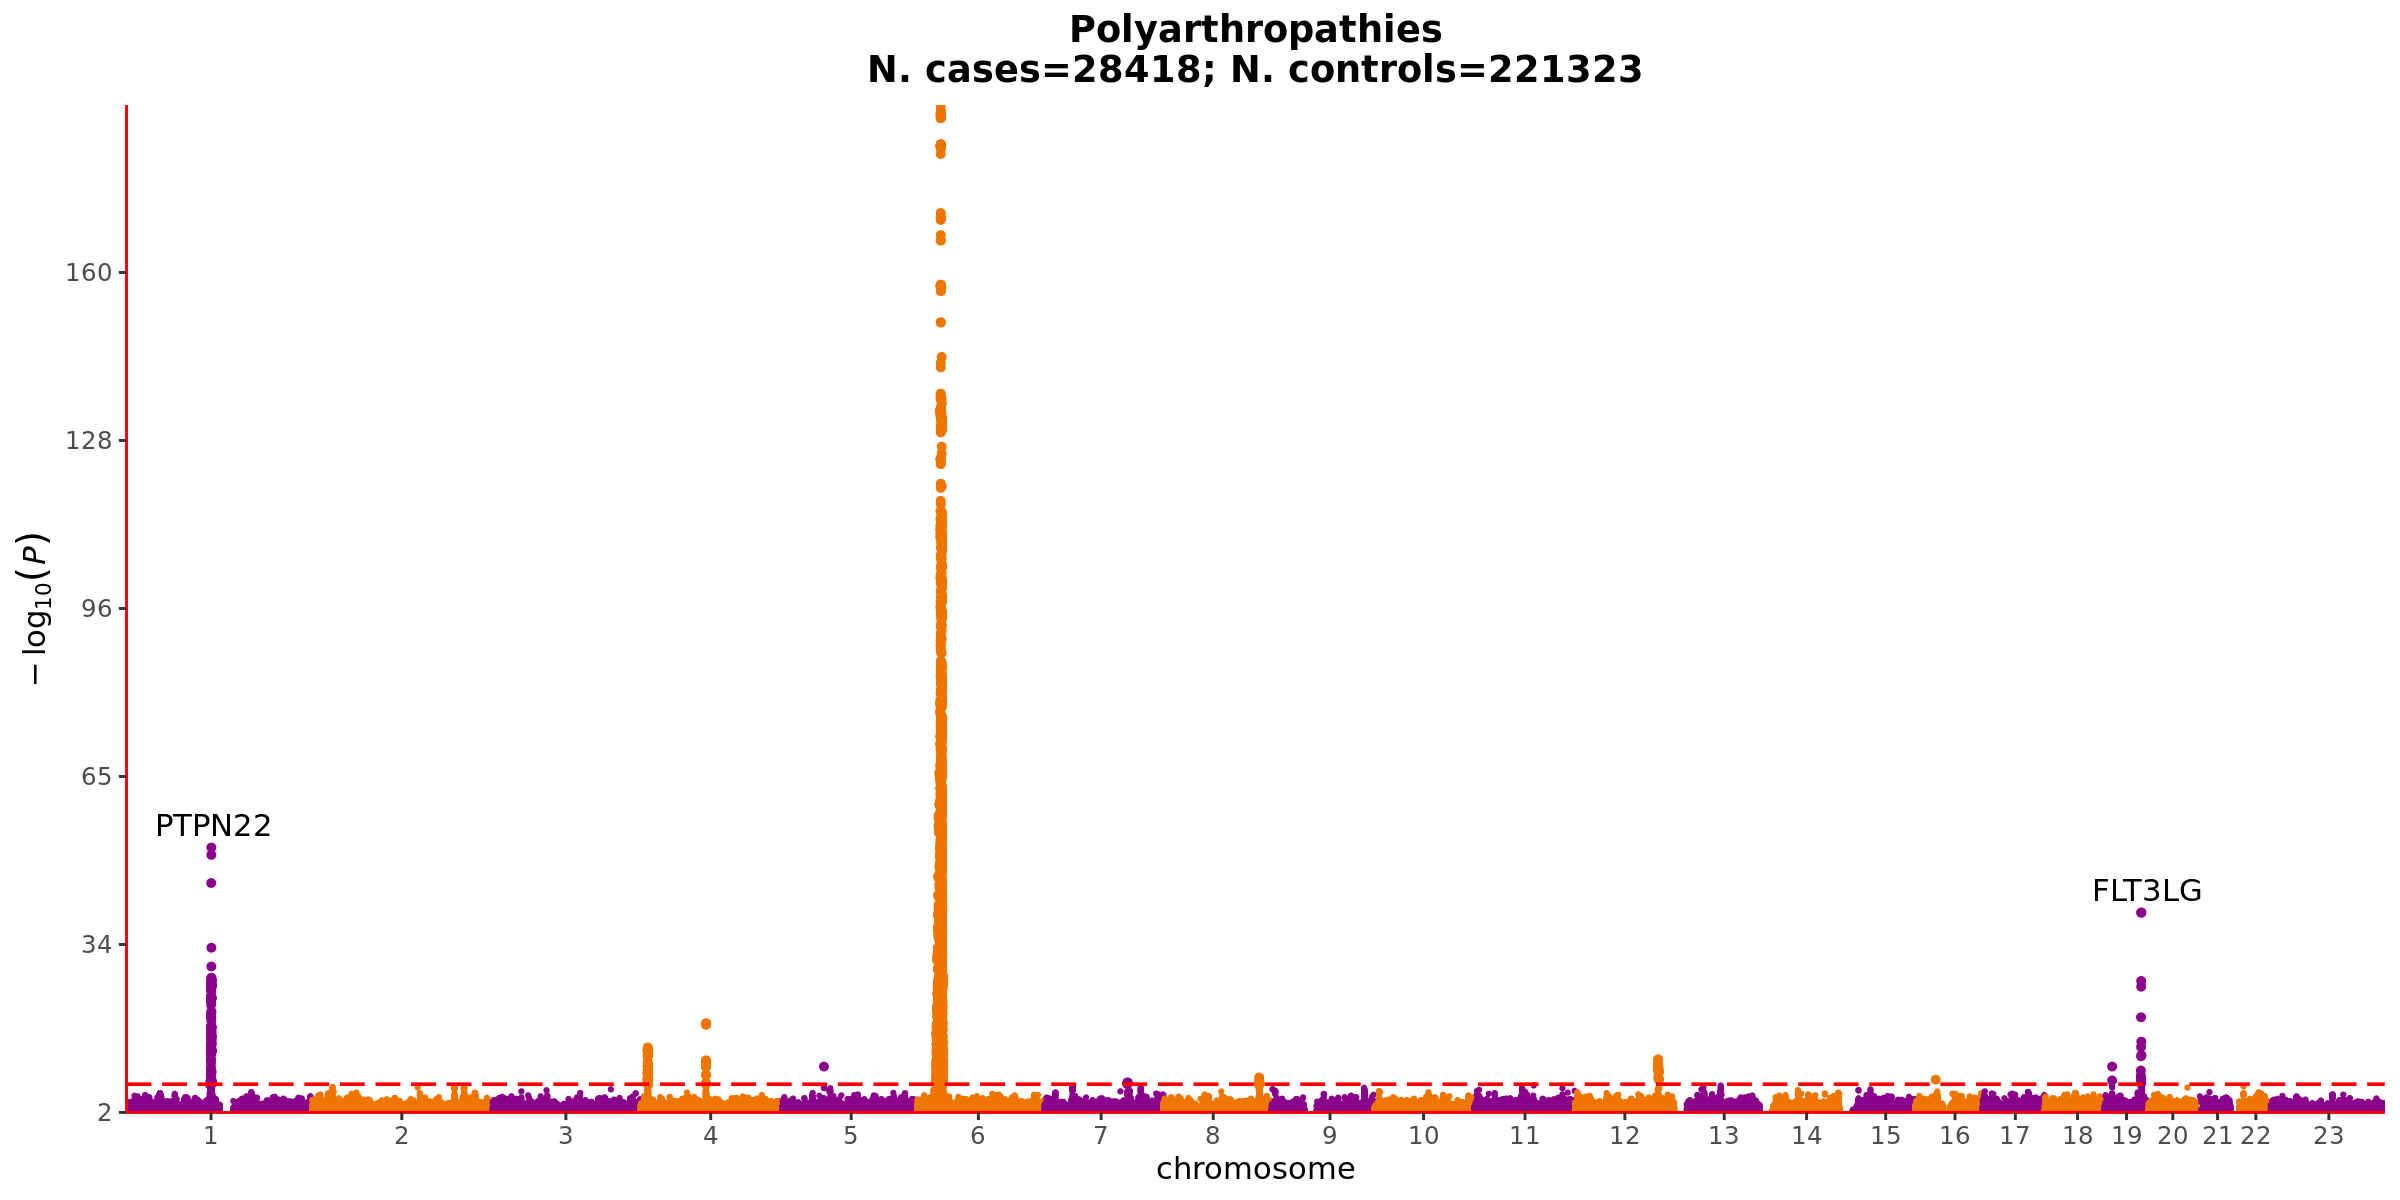 Polyarthropathies
N. cases=28418; N. controls=221323
160
128
96
65
34
2
−log10(P)
PTPN22
FLT3LG
1 2 3 4 5 6 7 8 9 10 11 12 13 14 15 16 17 18 19 20 21 22 23
chromosome